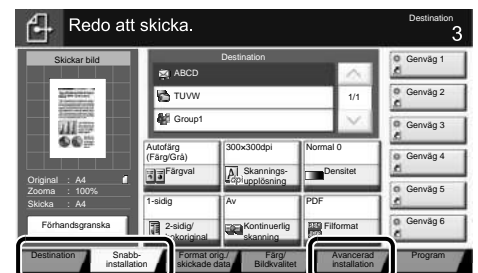 Redo att skicka.
Destination
3
Skickar bild
Original : A4
Zooma : 100%
Skicka : A4
Förhandsgranska
Destination
ABCD
TUVW
Group1
1/1
Autofärg
(Färg/Grå)
Färgval
300x300dpi
Skannings-
upplösning
Normal 0
Densitet
1-sidig
2-sidig/
Av
Kontinuerlig
skanning
PDF
Filformat
Genväg 1
Genväg 2
Genväg 3
Genväg 4
Genväg 5
Genväg 6
Destination
Snabb-
installation
Format orig./
skickade data
Färg/
Bildkvalitet
Avancerad
installation
Program